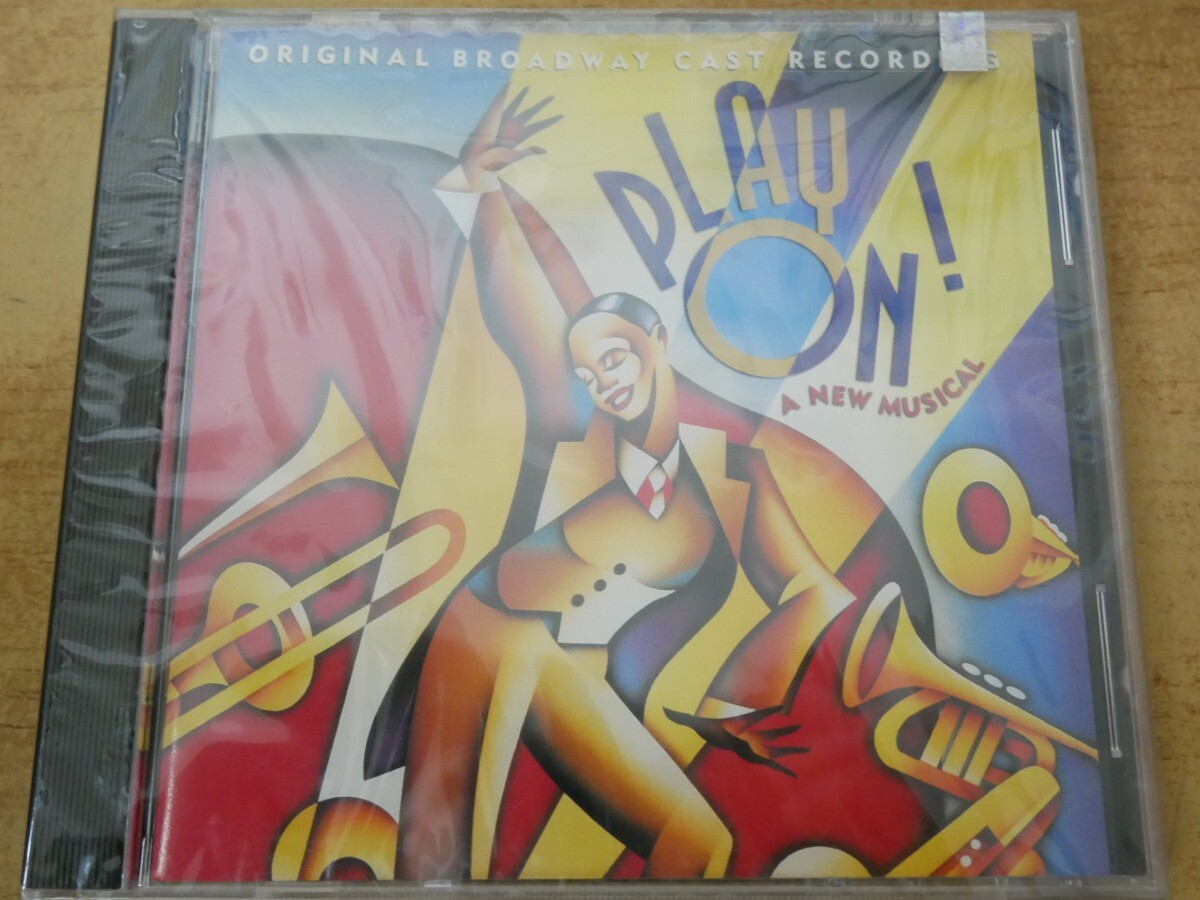 ORIGINAL BROADWAY CAST RECORDING
PLAY
ON!
A NEW MUSICAL